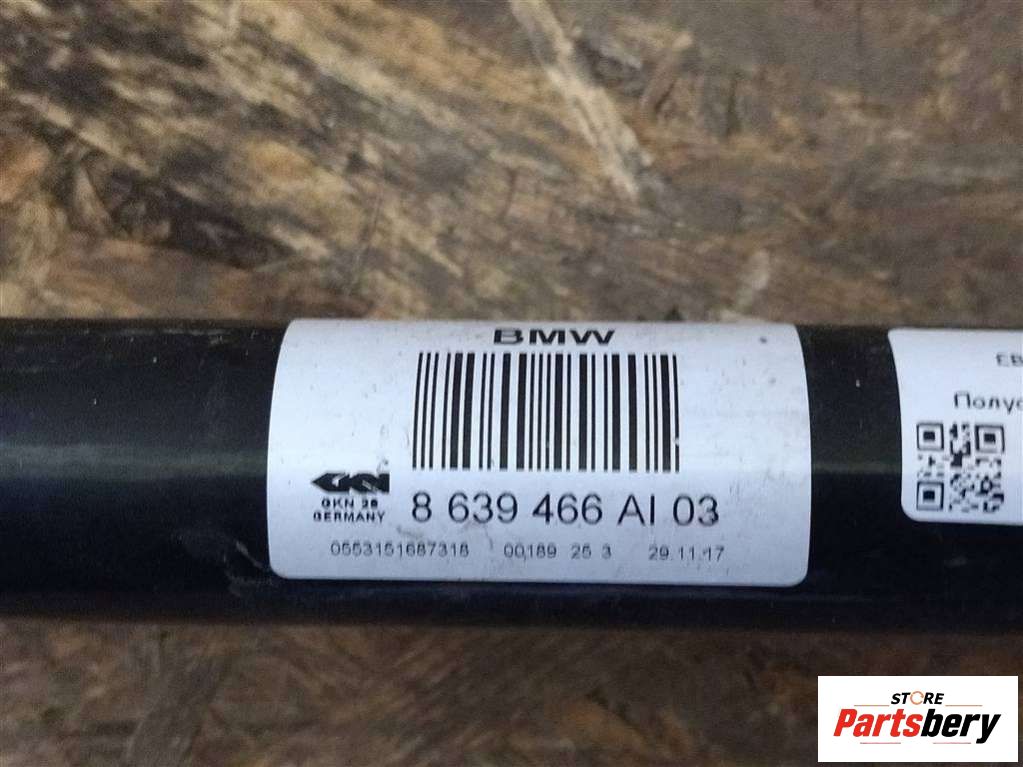 BMW
GKN
GKN 28
GERMANY
8 639 466 AI 03
0553151687318 00189 25 3 29.11.17
STORE
Partsbery